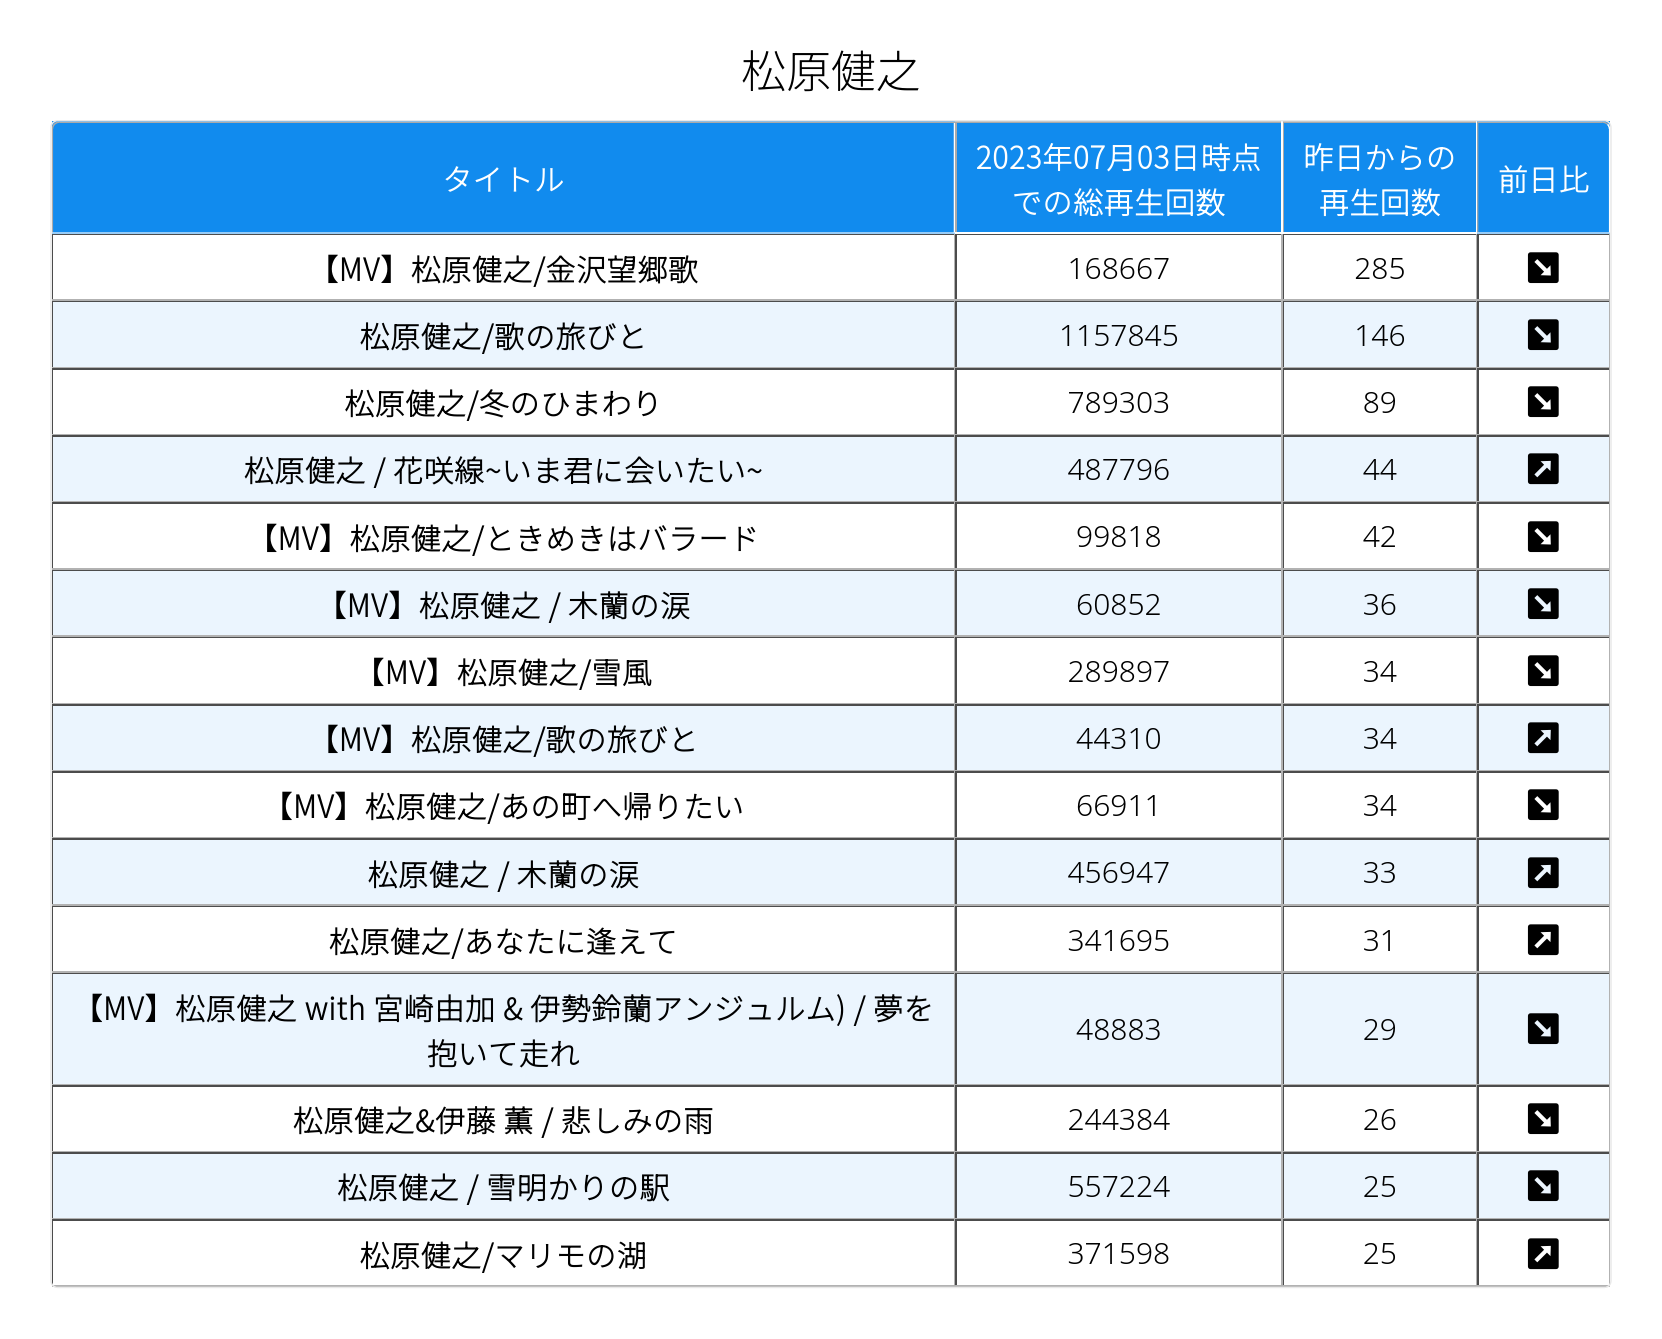 松原健之
タイトル
2023年07月03日時点
での総再生回数
昨日からの
再生回数
前日比
【MV】松原健之/金沢望郷歌 168667 285
松原健之/歌の旅びと 1157845 146
松原健之/冬のひまわり 789303 89
松原健之 / 花咲線~いま君に会いたい~ 487796 44
【MV】松原健之/ときめきはバラード 99818 42
【MV】松原健之 / 木蘭の涙 60852 36
【MV】松原健之/雪風 289897 34
【MV】松原健之/歌の旅びと 44310 34
【MV】松原健之/あの町へ帰りたい 66911 34
松原健之 / 木蘭の涙 456947 33
松原健之/あなたに逢えて 341695 31
【MV】松原健之 with 宮崎由加 & 伊勢鈴蘭アンジュルム) / 夢を
抱いて走れ
48883 29
松原健之&伊藤 薫 / 悲しみの雨 244384 26
松原健之 / 雪明かりの駅 557224 25
松原健之/マリモの湖 371598 25